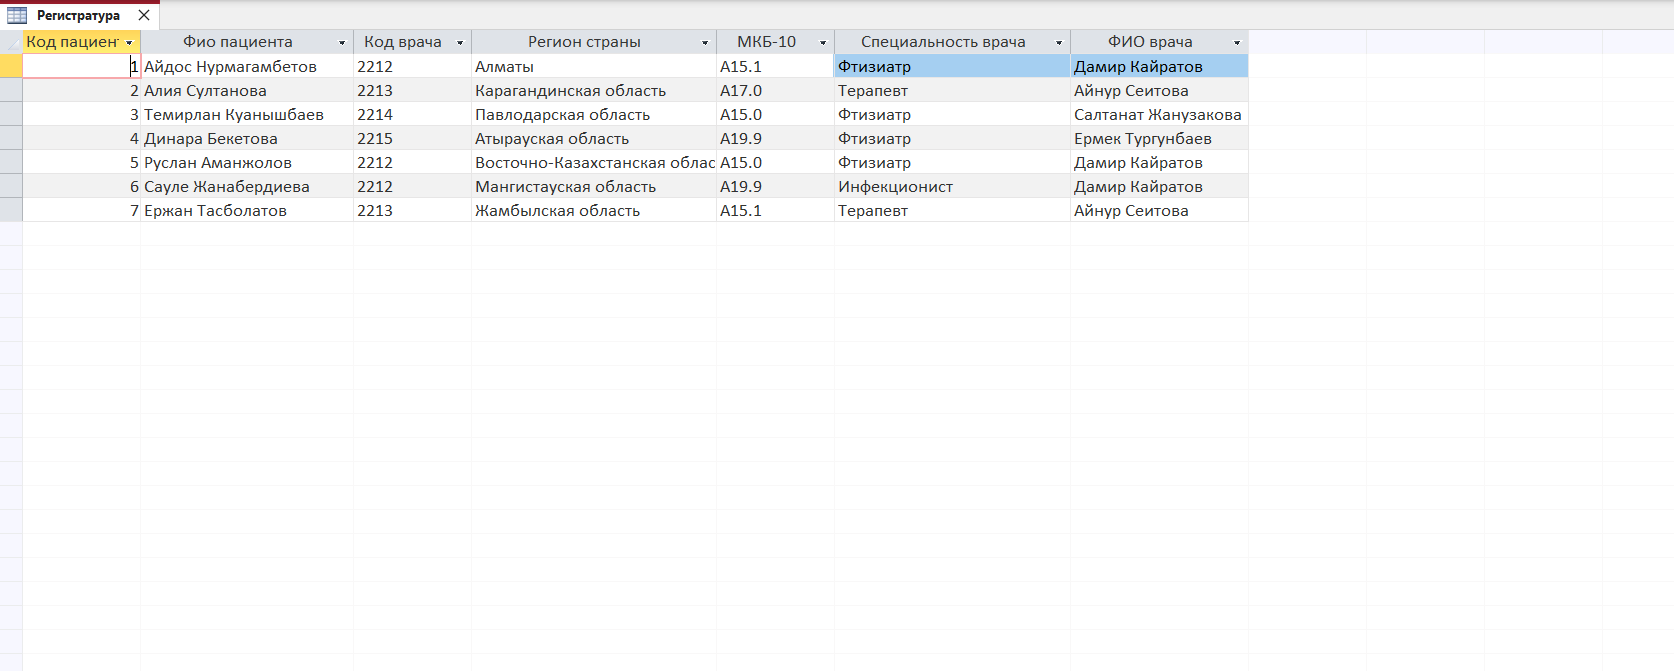 Регистратура
Код пациент Фио пациента Код врача Регион страны МКБ-10 Специальность врача ФИО врача
1 Айдос Нурмагамбетов 2212 Алматы A15.1 Фтизиатр Дамир Кайратов
2 Алия Султанова 2213 Карагандинская область A17.0 Терапевт Айнур Сеитова
3 Темирлан Куанышбаев 2214 Павлодарская область A15.0 Фтизиатр Салтанат Жанузакова
4 Динара Бекетова 2215 Атырауская область A19.9 Фтизиатр Ермек Тургунбаев
5 Руслан Аманжолов 2212 Восточно-Казахстанская облас A15.0 Фтизиатр Дамир Кайратов
6 Сауле Жанабердиева 2212 Мангистауская область A19.9 Инфекционист Дамир Кайратов
7 Ержан Тасболатов 2213 Жамбылская область A15.1 Терапевт Айнур Сеитова